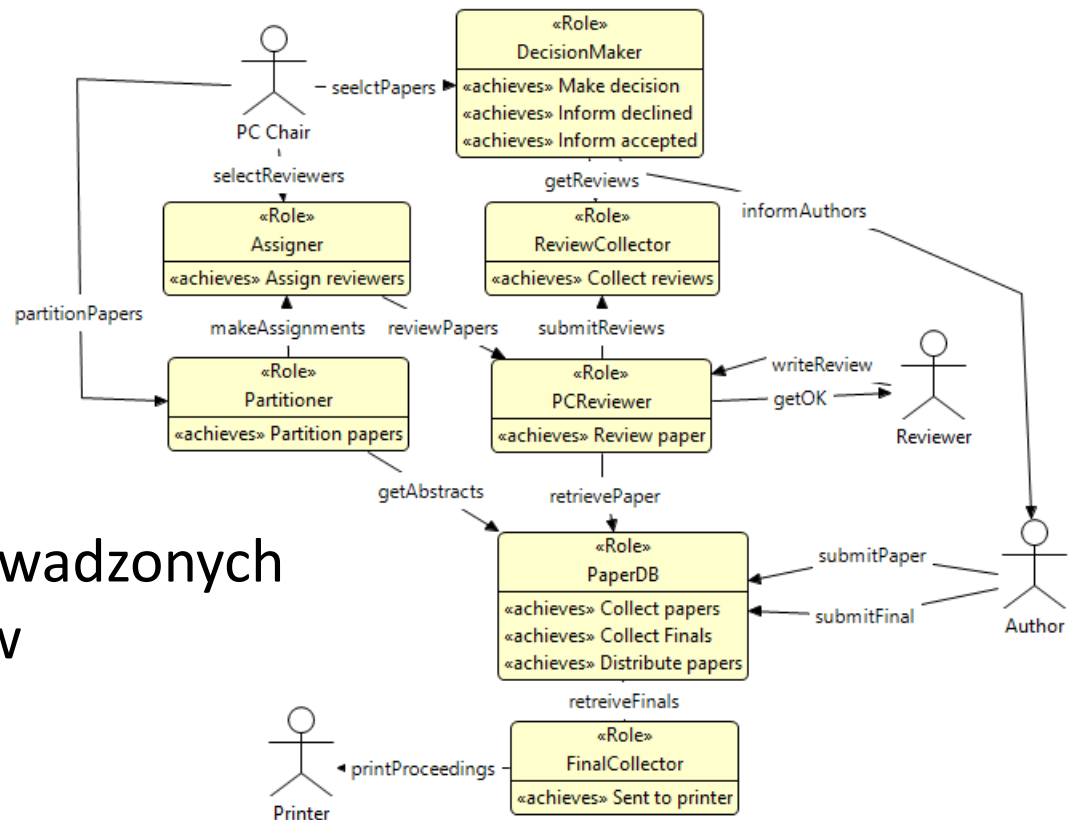 «Role»
DecisionMaker
«achieves» Make decision
«achieves» Inform declined
«achieves» Inform accepted
seelctPapers
PC Chair
selectReviewers
getReviews
informAuthors
«Role»
Assigner
«achieves» Assign reviewers
«Role»
ReviewCollector
«achieves» Collect reviews
partitionPapers
makeAssignments
reviewPapers
submitReviews
«Role»
Partitioner
«achieves» Partition papers
«Role»
PCReviewer
«achieves» Review paper
writeReview
getOK
Reviewer
getAbstracts
retrievePaper
wadzonych
w
«Role»
PaperDB
«achieves» Collect papers
«achieves» Collect Finals
«achieves» Distribute papers
submitPaper
submitFinal
Author
retreiveFinals
«Role»
FinalCollector
«achieves» Sent to printer
printProceedings
Printer